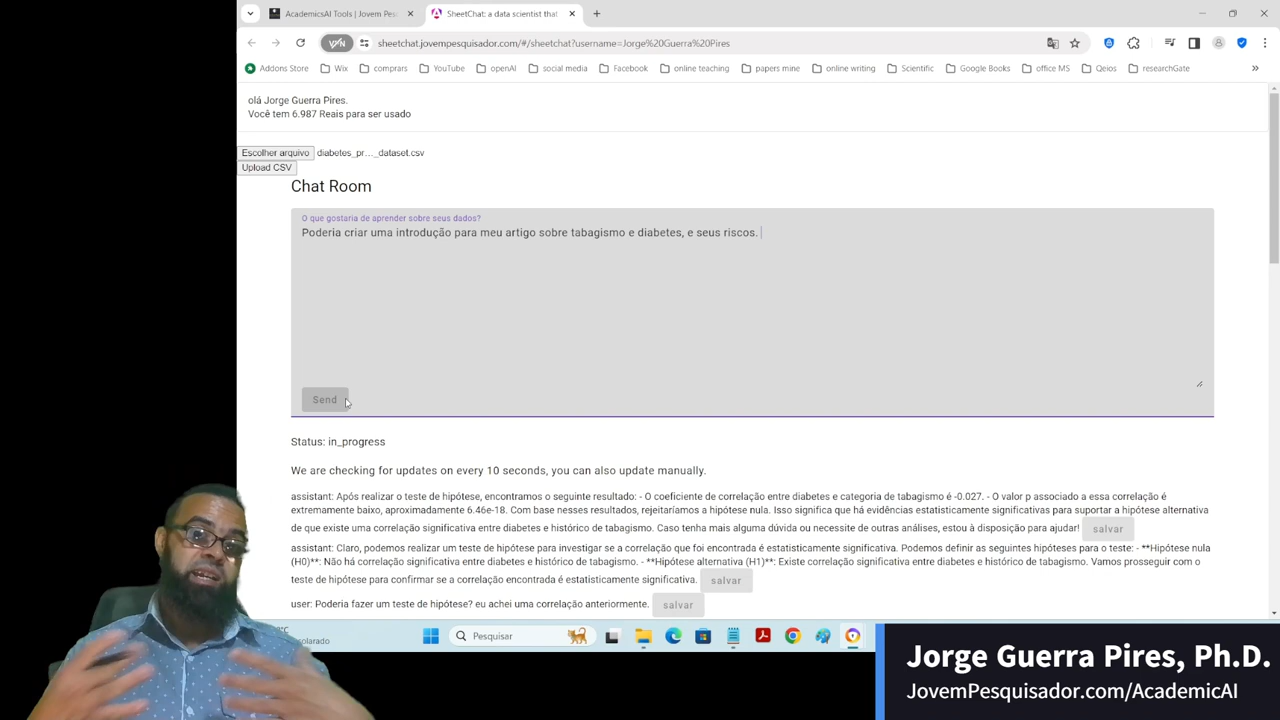 AcademicsAI Tools | Jovem Pes
SheetChat: a data scientist that
VPN
sheetchat.jovempesquisador.com/#/sheetchat?username=Jorge%20Guerra%20Pires
Addons Store
Wix
comprars
YouTube
openAI
social media
Facebook
online teaching
papers mine
online writing
Scientific
Google Books
office MS
Qeios
researchGate
olá Jorge Guerra Pires.
Você tem 6.987 Reais para ser usado
Escolher arquivo diabetes_pr…_dataset.csv
Upload CSV
Chat Room
O que gostaria de aprender sobre seus dados?
Poderia criar uma introdução para meu artigo sobre tabagismo e diabetes, e seus riscos.
Send
Status: in_progress
We are checking for updates on every 10 seconds, you can also update manually.
assistant: Após realizar o teste de hipótese, encontramos o seguinte resultado: - O coeficiente de correlação entre diabetes e categoria de tabagismo é -0.027. - O valor p associado a essa correlação é
extremamente baixo, aproximadamente 6.46e-18. Com base nesses resultados, rejeitaríamos a hipótese nula. Isso significa que há evidências estatisticamente significativas para suportar a hipótese alternativa
de que existe uma correlação significativa entre diabetes e histórico de tabagismo. Caso tenha mais alguma dúvida ou necessite de outras análises, estou à disposição para ajudar! salvar
assistant: Claro, podemos realizar um teste de hipótese para investigar se a correlação que foi encontrada é estatisticamente significativa. Podemos definir as seguintes hipóteses para o teste: - **Hipótese nula
(H0)**: Não há correlação significativa entre diabetes e histórico de tabagismo. - **Hipótese alternativa (H1)**: Existe correlação significativa entre diabetes e histórico de tabagismo. Vamos prosseguir com o
teste de hipótese para confirmar se a correlação encontrada é estatisticamente significativa. salvar
user: Poderia fazer um teste de hipótese? eu achei uma correlação anteriormente. salvar
Pesquisar
Jorge Guerra Pires, Ph.D.
JovemPesquisador.com/AcademicAI